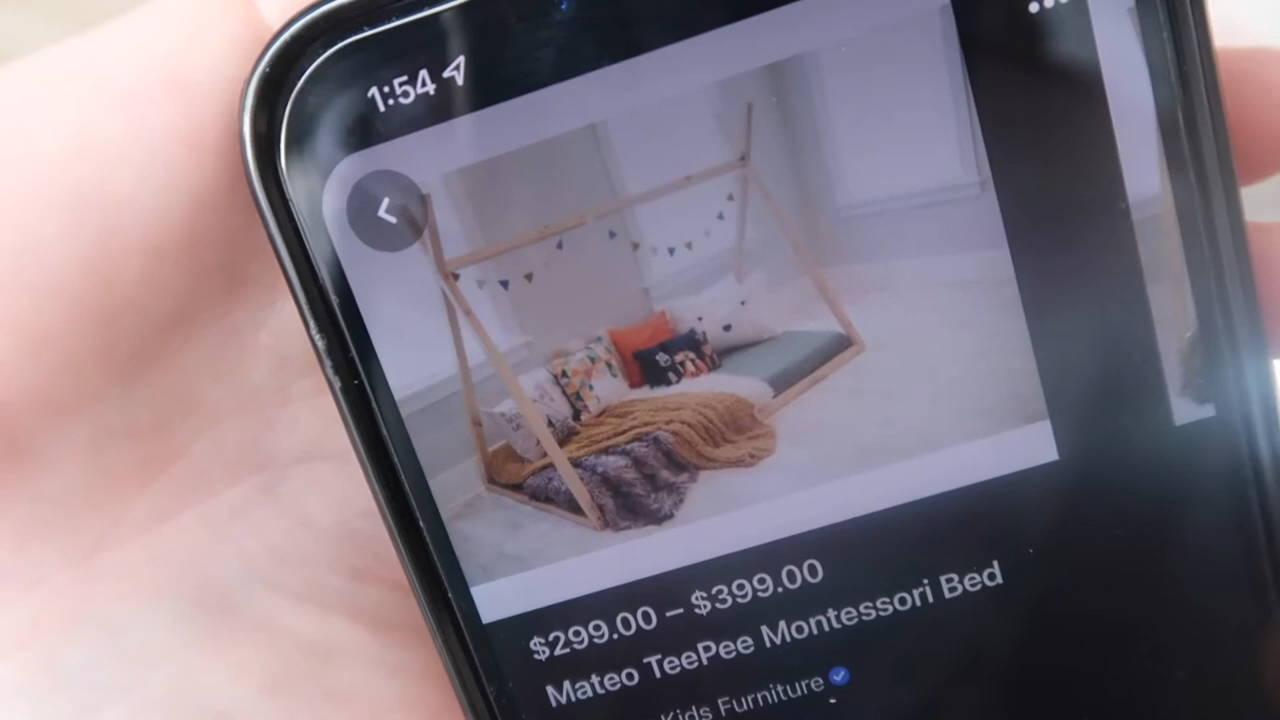 1:54
$299.00 – $399.00
Mateo TeePee Montessori Bed
Kids Furniture